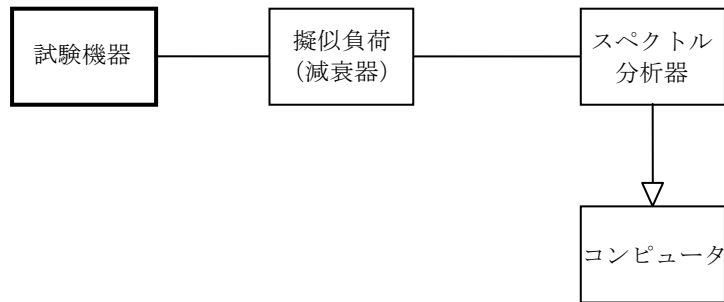 試験機器
擬似負荷
（減衰器）
スペクトル
分析器
コンピュータ